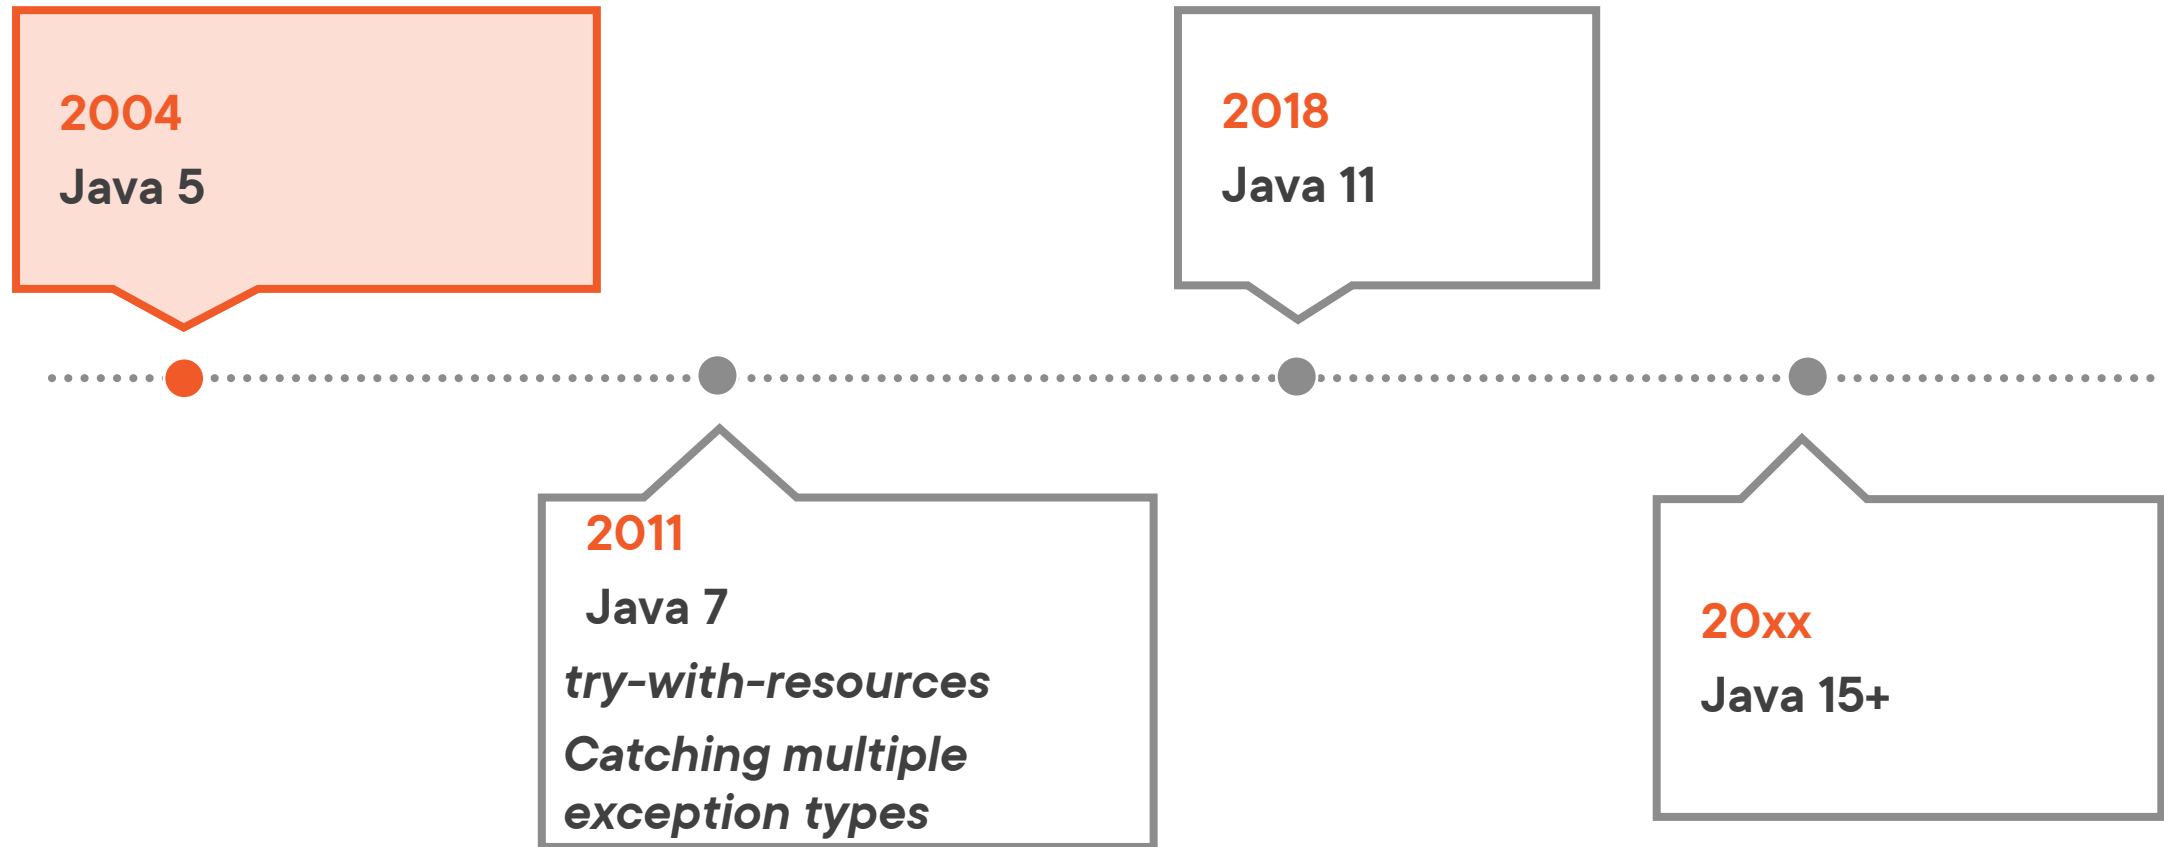 2004
Java 5
2011
Java 7
try-with-resources
Catching multiple
exception types
2018
Java 11
20xx
Java 15+